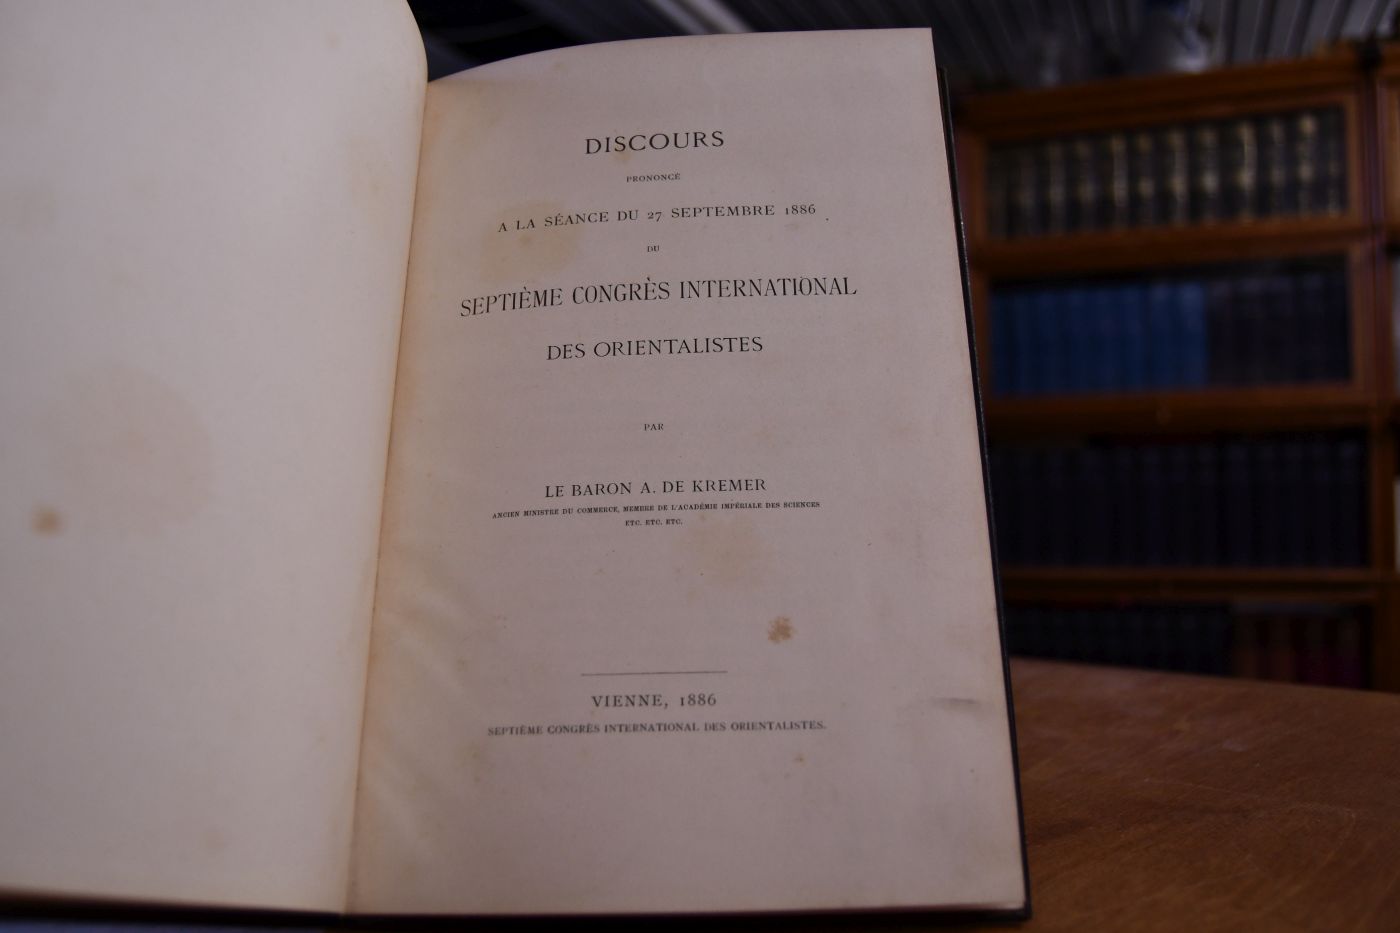 DISCOURS
PRONONCÉ
A LA SÉANCE DU 27 SEPTEMBRE 1886
DU
SEPTIÈME CONGRÈS INTERNATIONAL
DES ORIENTALISTES
PAR
LE BARON A. DE KREMER
ANCIEN MINISTRE DU COMMERCE, MEMBRE DE L'ACADÉMIE IMPÉRIALE DES SCIENCES
ETC. ETC. ETC.
VIENNE, 1886
SEPTIÈME CONGRÈS INTERNATIONAL DES ORIENTALISTES.